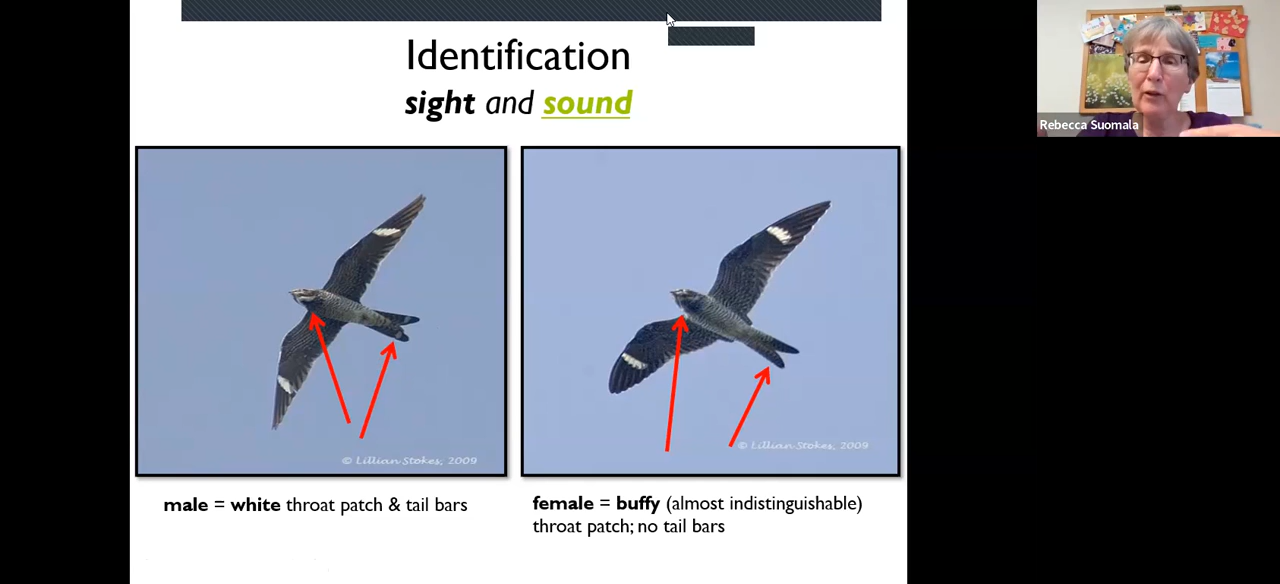 Identification
sight and sound
Rebecca Suomala
© Lillian Stokes, 2009
© Lillian Stokes, 2009
male = white throat patch & tail bars
female = buffy (almost indistinguishable)
throat patch; no tail bars